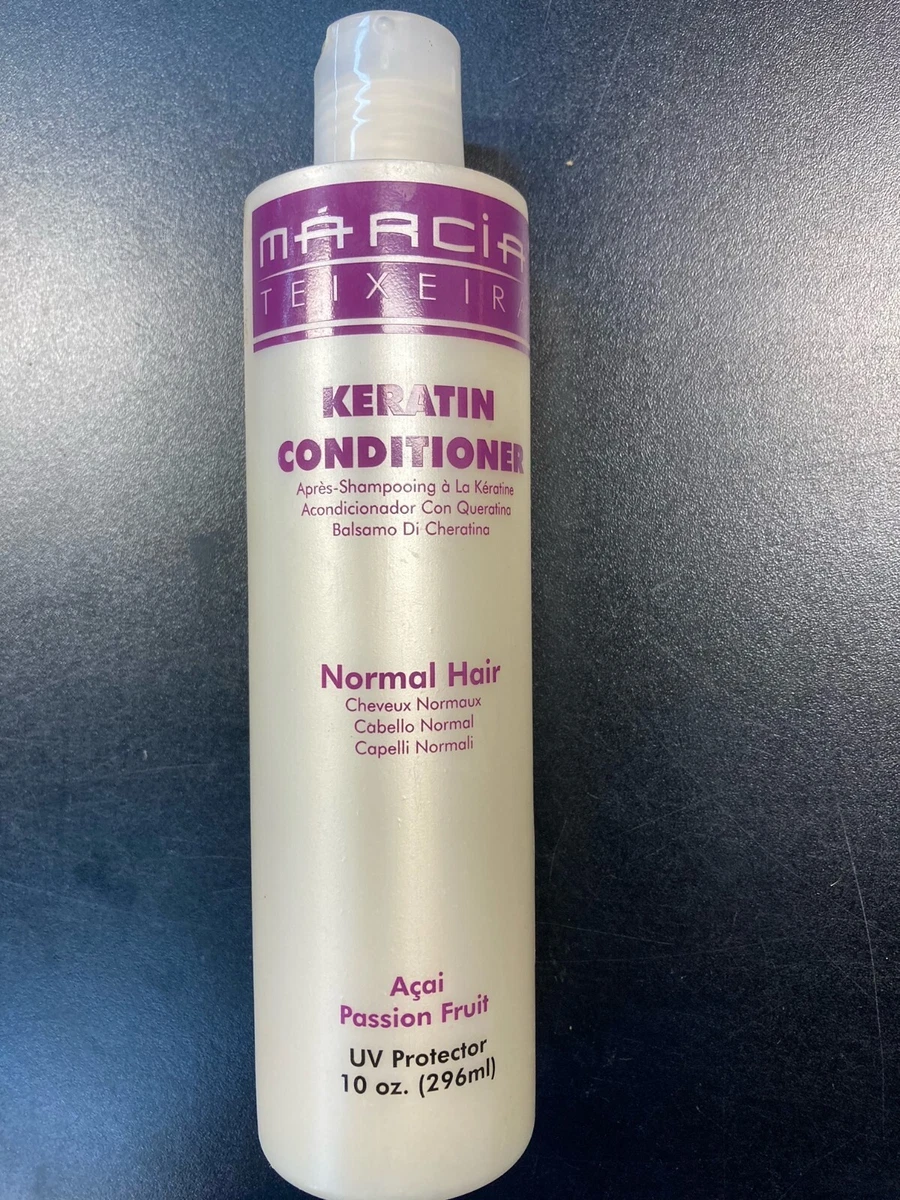 MÁRCiA
TEIXEIRA
KERATIN
CONDITIONER
Après-Shampooing à La Kératine
Acondicionador Con Queratina
Balsamo Di Cheratina
Normal Hair
Cheveux Normaux
Cabello Normal
Capelli Normali
Açai
Passion Fruit
UV Protector
10 oz. (296ml)